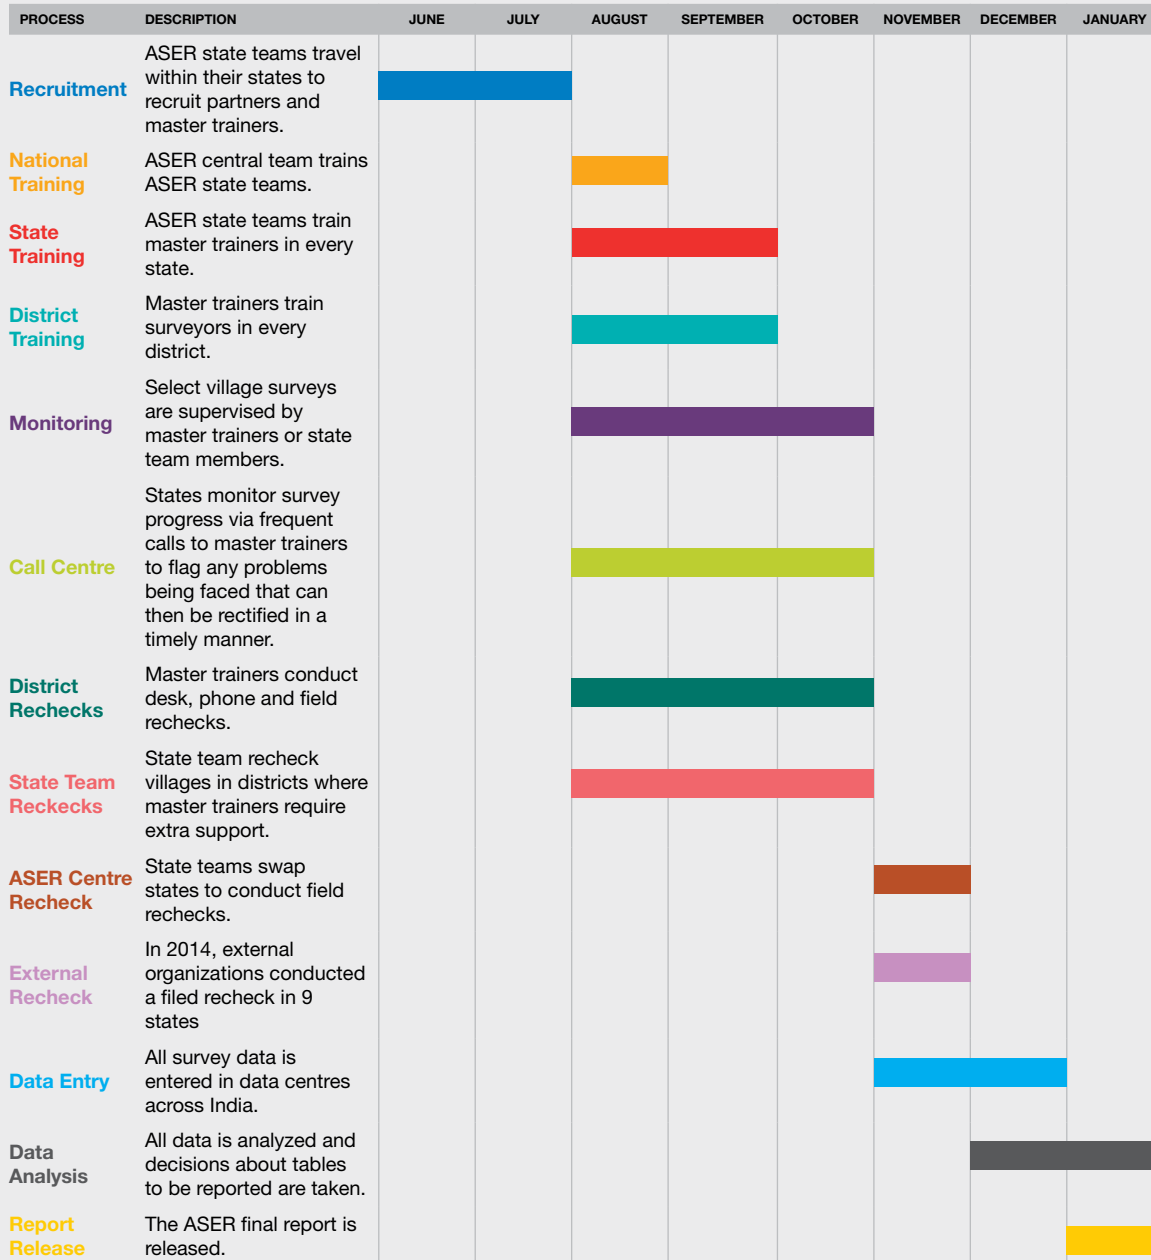 PROCESS DESCRIPTION JUNE JULY AUGUST SEPTEMBER OCTOBER NOVEMBER DECEMBER JANUARY
Recruitment
ASER state teams travel
within their states to
recruit partners and
master trainers.
National
Training
ASER central team trains
ASER state teams.
State
Training
ASER state teams train
master trainers in every
state.
District
Training
Master trainers train
surveyors in every
district.
Monitoring
Select village surveys
are supervised by
master trainers or state
team members.
Call Centre
States monitor survey
progress via frequent
calls to master trainers
to flag any problems
being faced that can
then be rectified in a
timely manner.
District
Rechecks
Master trainers conduct
desk, phone and field
rechecks.
State Team
Reckecks
State team recheck
villages in districts where
master trainers require
extra support.
ASER Centre
Recheck
State teams swap
states to conduct field
rechecks.
External
Recheck
In 2014, external
organizations conducted
a filed recheck in 9
states
Data Entry
All survey data is
entered in data centres
across India.
Data
Analysis
All data is analyzed and
decisions about tables
to be reported are taken.
Report
Release
The ASER final report is
released.